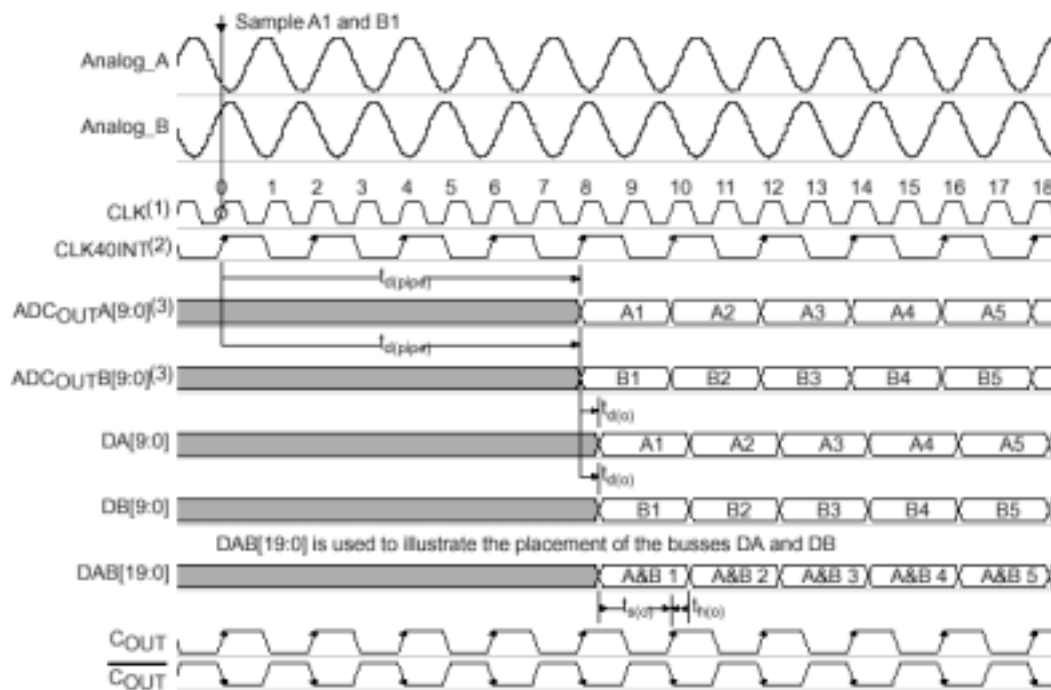 Sample A1 and B1
Analog_A
Analog_B
0 1 2 3 4 5 6 7 8 9 10 11 12 13 14 15 16 17 18
CLK(1)
CLK40INT(2)
td(pipe)
ADCOUTA[9:0](3) A1 A2 A3 A4 A5
td(pipe)
ADCOUTB[9:0](3) B1 B2 B3 B4 B5
td(o)
DA[9:0] A1 A2 A3 A4 A5
td(o)
DB[9:0] B1 B2 B3 B4 B5
DAB[19:0] is used to illustrate the placement of the busses DA and DB
DAB[19:0] A&B 1 A&B 2 A&B 3 A&B 4 A&B 5
ts(o) th(o)
COUT
COUT